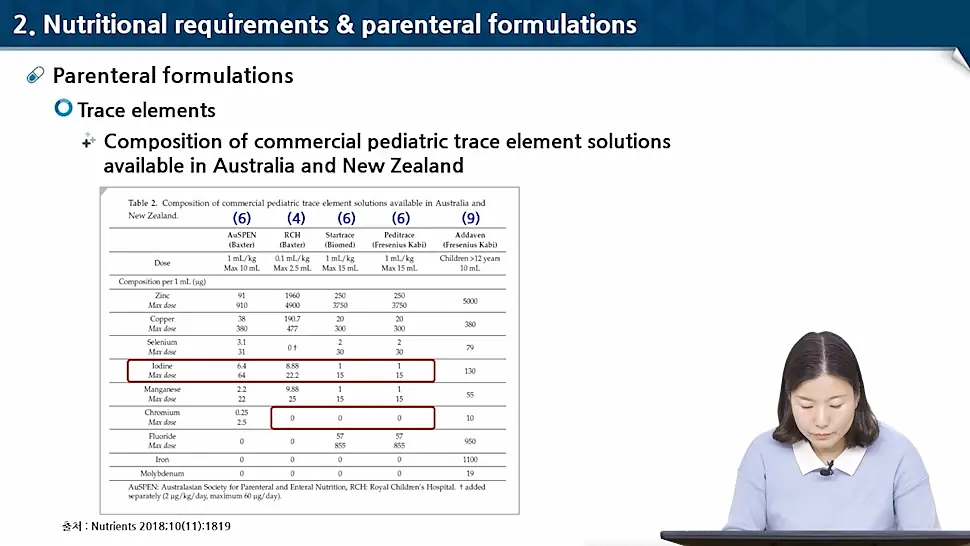 2. Nutritional requirements & parenteral formulations
Parenteral formulations
Trace elements
Composition of commercial pediatric trace element solutions
available in Australia and New Zealand
Table 2. Composition of commercial pediatric trace element solutions available in Australia and
New Zealand.
(6) (4) (6) (6) (9)
AuSPEN (Baxter) RCH (Baxter) Startrace (Biomed) Peditrace (Fresenius Kabi) Addaven (Fresenius Kabi)
Dose 1 mL/kg Max 10 mL 0.1 mL/kg Max 2.5 mL 1 mL/kg Max 15 mL 1 mL/kg Max 15 mL Children >12 years 10 mL
Composition per 1 mL (µg)
Zinc 91 1960 250 250 5000
Max dose 910 4900 3750 3750
Copper 38 190.7 20 20 380
Max dose 380 477 300 300
Selenium 3.1 0 † 2 2 79
Max dose 31 30 30
Iodine 6.4 8.88 1 1 130
Max dose 64 22.2 15 15
Manganese 2.2 9.88 1 1 55
Max dose 22 25 15 15
Chromium 0.25 0 0 0 10
Max dose 2.5
Fluoride 0 0 57 57 950
Max dose 855 855
Iron 0 0 0 0 1100
Molybdenum 0 0 0 0 19
AuSPEN: Australasian Society for Parenteral and Enteral Nutrition, RCH: Royal Children's Hospital. † added
separately (2 µg/kg/day, maximum 60 µg/day).
출처 : Nutrients 2018;10(11):1819